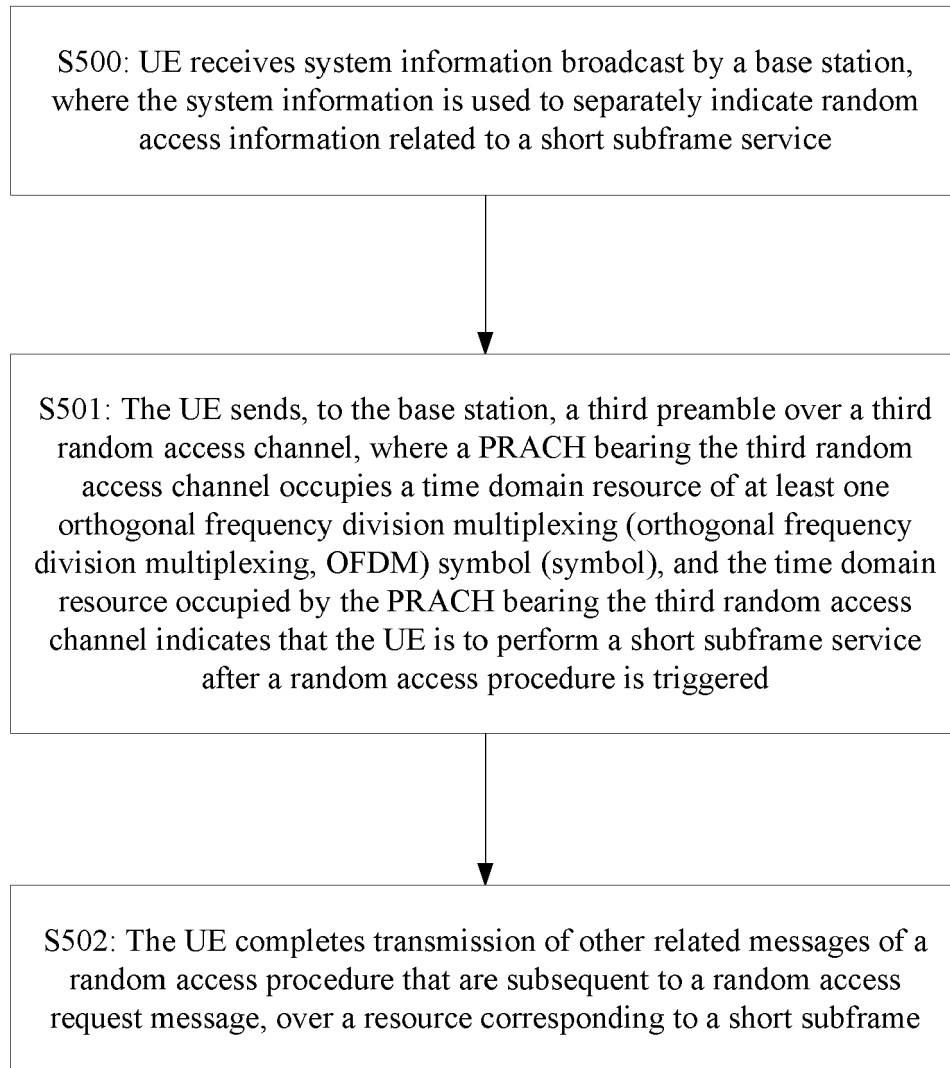 S500: UE receives system information broadcast by a base station,
where the system information is used to separately indicate random
access information related to a short subframe service
S501: The UE sends, to the base station, a third preamble over a third
random access channel, where a PRACH bearing the third random
access channel occupies a time domain resource of at least one
orthogonal frequency division multiplexing (orthogonal frequency
division multiplexing, OFDM) symbol (symbol), and the time domain
resource occupied by the PRACH bearing the third random access
channel indicates that the UE is to perform a short subframe service
after a random access procedure is triggered
S502: The UE completes transmission of other related messages of a
random access procedure that are subsequent to a random access
request message, over a resource corresponding to a short subframe